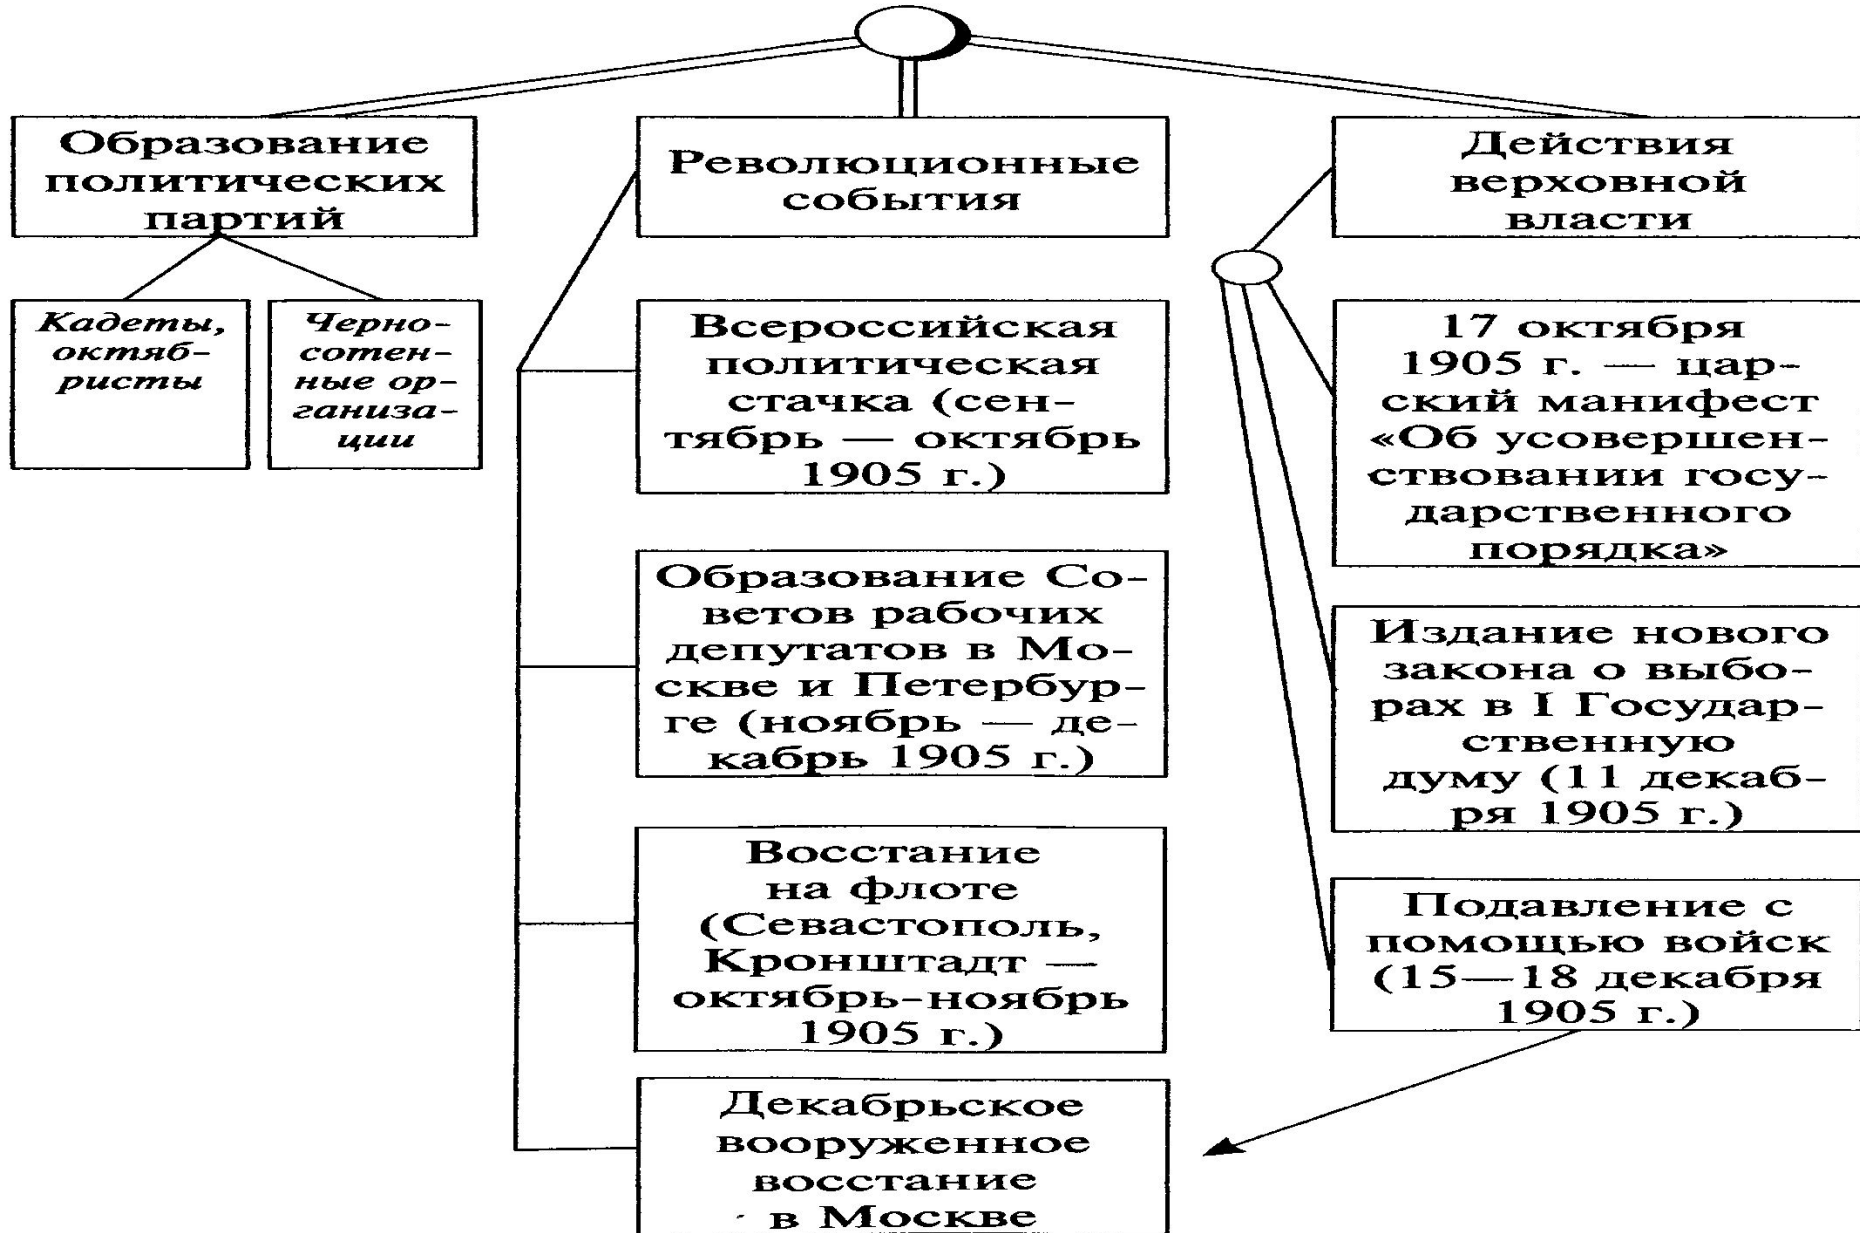 Образование
политических
партий
Кадеты,
октяб-
ристы
Черно-
сотен-
ные ор-
ганиза-
ции
Революционные
события
Всероссийская
политическая
стачка (сен-
тябрь — октябрь
1905 г.)
Образование Со-
ветов рабочих
депутатов в Мо-
скве и Петербур-
ге (ноябрь — де-
кабрь 1905 г.)
Восстание
на флоте
(Севастополь,
Кронштадт —
октябрь-ноябрь
1905 г.)
Декабрьское
вооруженное
восстание
в Москве
Действия
верховной
власти
17 октября
1905 г. — цар-
ский манифест
«Об усовершен-
ствовании госу-
дарственного
порядка»
Издание нового
закона о выбо-
рах в I Государ-
ственную
думу (11 декаб-
ря 1905 г.)
Подавление с
помощью войск
(15—18 декабря
1905 г.)